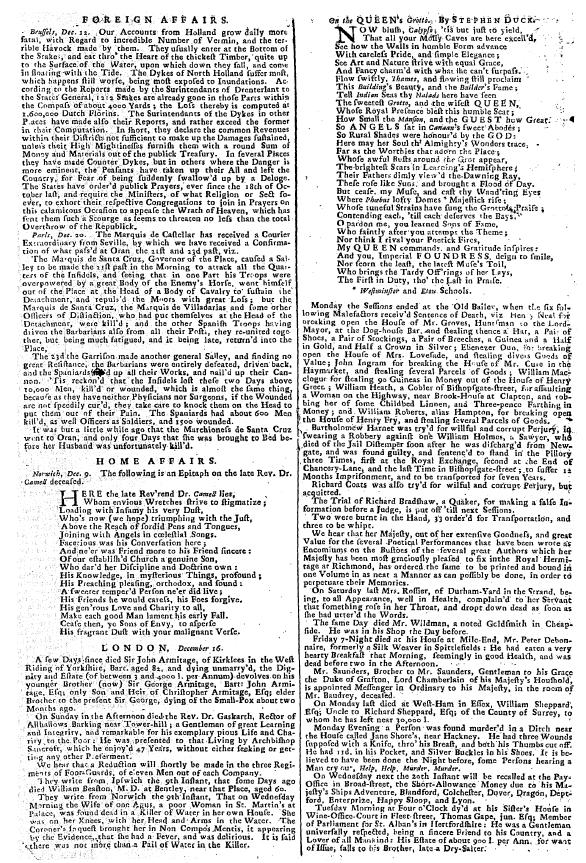 FOREIGN AFFAIRS.
Brussels, Dec. 12. Our Accounts from Holland grow daily more
fatal, with Regard to incredible Number of Vermin, and the ter-
rible Havock made by them. They usually enter at the Bottom of
the Stakes, and eat thro' the Heart of the thickest Timber, quite up
to the Surface of the Water, upon which down they fall, and come
in floating with the Tide. The Dykes of North Holland suffer most,
which happens still worse, being most exposed to Inundations. Ac-
cording to the Reports made by the Surintendants of Drenterlant to
the States General, 1215 Stakes are already gone in those Parts within
the Compass of about 4000 Yards; the Loss thereby is computed at
1,600,000 Dutch Florins. The Surintendants of the Dykes in other
Places have made also their Reports, and rather exceed the former
in their Computation. In short, they declare the common Revenues
within their Districts not sufficient to make up the Damages sustained,
unless their High Mightinesses furnish them with a round Sum of
Money and Materials out of the publick Treasury. In several Places
they have made Counter Dykes, but in others where the Danger is
more eminent, the Peasants have taken up their All and left the
Country, for Fear of being suddenly swallow'd up by a Deluge.
The States have order'd publick Prayers, ever since the 18th of Oc-
tober last, and require the Ministers, of what Religion or Sect so-
ever, to exhort their respective Congregations to join in Prayers on
this calamitous Occasion to appease the Wrath of Heaven, which has
sent them such a Scourge as seems to threaten no less than the total
Overthrow of the Republick.
Paris, Dec. 20. The Marquis de Castellar has received a Courier
Extraordinary from Seville, by which we have received a Confirma-
tion of what pass'd at Oran the 21st and 23d past, viz.
The Marquis de Santa Cruz, Governor of the Place, caused a Sal-
ley to be made the 21st past in the Morning to attack all the Quar-
ters of the Infidels, and seeing that in one Part his Troops were
overpowered by a great Body of the Enemy's Horse, went himself
out of the Place at the Head of a Body of Cavalry to sustain the
Detachment, and repuls'd the Moors with great Loss; but the
Marquis de Santa Cruz, the Marquis de Villadarias and some other
Officers of Distinction, who had put themselves at the Head of the
Detachment, were kill'd; and the other Spanish Troops having
driven the Barbarians also from all their Post, they re-united toge-
ther, but being much fatigued, and it being late, return'd into the
Place.
The 23d the Garrison made another general Salley, and finding no
great Resistance, the Barbarians were entirely defeated, driven back,
and the Spaniards up all their Works, and nail'd up their Can-
non. 'Tis reckon'd that the Infidels lost these two Days above
10,000 Men, kill'd or wounded, which is almost the same thing,
because as they have neither Physicians nor Surgeons, if the Wounded
are not speedily cur'd, they take care to knock them on the Head to
put them out of their Pain. The Spaniards had about 600 Men
kill'd, as well Officers as Soldiers, and 1500 wounded.
It was but a little while ago that the Marchioness de Santa Cruz
went to Oran, and only four Days that she was brought to Bed be-
fore her Husband was unfortunately kill'd.
HOME AFFAIRS.
Norwich, Dec. 9. The following is an Epitaph on the late Rev. Dr.
Camell deceased.
HERE the late Rev'rend Dr. Camell lies,
Whom envious Wretches strive to stigmatize;
Loading with Infamy his very Dust,
Who's now (we hope) triumphing with the Just,
Above the Reach of sordid Pens and Tongues,
Joining with Angels in cœlestial Songs.
Facetious was his Conversation here;
And ne'er was Friend more to his Friend sincere:
Of our establish'd Church a genuine Son,
Who dar'd her Discipline and Doctrine own:
His Knowledge, in mysterious Things, profound;
His Preaching pleasing, orthodox, and found:
A sweeter temper'd Person ne'er did live;
His Friends he would caress, his Foes forgive.
His gen'rous Love and Charity to all,
Make each good Man lament his early Fall.
Cease then, ye Sons of Envy, to asperse
His fragrant Dust with your malignant Verse.
LONDON, December 16.
A few Days since died Sir John Armitage, of Kirklees in the West
Riding of Yorkshire, Bart. aged 82, and dying unmarry'd, the Dig-
nity and Estate (of between 3 and 4000 l. per Annum) devolves on his
younger Brother (now) Sir George Armitage, Bart: John Armi-
tage, Esq; only Son and Heir of Christopher Armitage, Esq; elder
Brother to the present Sir George, dying of the Small-Pox about two
Months ago.
On Sunday in the Afternoon died the Rev. Dr. Gaskarth, Rector of
Allhallows Barking near Tower-hill; a Gentleman of great Learning
and Integrity, and remarkable for his exemplary pious Life and Cha-
rity to the Poor: He was preferred to that Living by Archbishop
Sancroft, which he enjoy'd 47 Years, without either seeking or get-
ting any other Preferment.
We hear that a Reduction will shortly be made in the three Regi-
ments of Foot-Guards, of eleven Men out of each Company.
They write from Ipswich the 9th Instant, that some Days ago
died William Beeston, M. D. at Bentley, near that Place, aged 60.
They write from Norwich the 9th Instant, That on Wednesday
Morning the Wife of one Agus, a poor Woman in St. Martin's at
Palace, was found dead in a Killer of Water in her own House. She
was on her Knees, with her Head and Arms in the Water. The
Coroner's Inquest brought her in Non Compos Mentis, it appearing
by the Evidence, that she had a Fever, and was delirious. It is said
there was not more than a Pail of Water in the Killer.
On the QUEEN's Grotto. By STEPHEN DUCK.
NOW blush, Calypso; 'tis but just to yield,
That all your Mossy Caves are here excell'd,
See how the Walls in humble Form advance
With careless Pride, and simple Elegance;
See Art and Nature strive with equal Grace,
And Fancy charm'd with what she can't surpass.
Flow swiftly, Thames, and flowing still proclaim
This Building's Beauty, and the Builder's Fame;
Tell Indian Seas thy Naiads here have seen
The sweetest Grotto, and the wisest QUEEN,
Whose Royal Presence blest this humble Seat;
How Small the Mansion, and the GUEST how Great!
So ANGELS sat in Canaan's sweet Abodes;
So Rural Shades were honour'd by the GOD:
Here may her Soul th' Almighty's Wonders trace,
Far as the Worthies that adorn the Place;
Whose awful Busts around the Grot appear,
The brightest Stars in Learning's Hemisphere;
Their Fathers dimly view'd the Dawning Ray,
These rose like Suns, and brought a Flood of Day.
But cease, my Muse, and cast thy Wand'ring Eyes
Where Phœbus lofty Domes Majestick rise;
Whose tuneful Strains have sung the Grotto's Praise;
Contending each, 'till each deserves the Bays.
O pardon me, you learned Sons of Fame,
Who faintly after you attempt the Theme;
Nor think I rival your Poetick Fires,
My QUEEN commands, and Gratitude inspires:
And you, Imperial FOUNDRESS, deign to smile,
Nor scorn the least, the latest Muse's Toil,
Who brings the Tardy Off'rings of her Lays,
The First in Duty, tho' the Last in Praise.
* Westminster and Eton Schools.
Monday the Sessions ended at the Old Bailey, when the six fol-
lowing Malefactors receiv'd Sentence of Death, viz. Henry Neal for
breaking open the House of Mr. Groves, Huntsman to the Lord-
Mayor, at the Dog-house Bar, and stealing thence a Hat, a Pair of
Shoes, a Pair of Stockings, a Pair of Breeches, a Guinea and a Half
in Gold, and Half a Crown in Silver; Ebenezer Dun, for breaking
open the House of Mrs. Lovesidge, and stealing divers Goods of
Value; John Ingram for breaking the House of Mr. Cure in the
Haymarket, and stealing several Parcels of Goods; William Mac-
clogur for stealing 90 Guineas in Money out of the House of Henry
Grece; William Heath, a Cobler of Bishopsgate-street, for assaulting
a Woman on the Highway, near Brook-House at Clapton, and rob-
bing her of some Childbed Linnen, and Three-pence Farthing in
Money; and William Roberts, alias Hampton, for breaking open
the House of Henry Fry, and stealing several Parcels of Goods.
Bartholomew Harnet was try'd for wilful and corrupt Perjury, in
swearing a Robbery against one William Holmes, a Sawyer, who
died of the Jail Distemper soon after he was discharg'd from New-
gate, and was found guilty, and sentenc'd to stand in the Pillory
three Times, first at the Royal Exchange, second at the End of
Chancery-Lane, and the last Time in Bishopsgate-street; to suffer 12
Months Imprisonment, and to be transported for seven Years.
Richard Coats was also try'd for wilful and corrupt Perjury, but
acquitted.
The Trial of Richard Bradshaw, a Quaker, for making a false In-
formation before a Judge, is put off 'till next Sessions.
Two were burnt in the Hand, 33 order'd for Transportation, and
three to be whipt.
We hear that her Majesty, out of her extensive Goodness, and great
Value for the several Poetical Performances that have been wrote as
Encomiums on the Bustoes of the several great Authors which her
Majesty has been most graciously pleased to fix in the Royal Hermi-
tage at Richmond, has ordered the same to be printed and bound in
one Volume in as neat a Manner as can possibly be done, in order to
perpetuate their Memories.
On Saturday last Mrs. Rossier, of Durham-Yard in the Strand, be-
ing, to all Appearance, well in Health, complain'd to her Servant
that something rose in her Throat, and dropt down dead as soon as
she had utter'd the Words.
The same Day died Mr. Wildman, a noted Goldsmith in Cheap-
side. He was in his Shop the Day before.
Friday 7-Night died at his House at Mile-End, Mr. Peter Debon-
naire, formerly a Silk Weaver in Spittlefields; He had eaten a very
hearty Breakfast that Morning, seemingly in good Health, and was
dead before two in the Afternoon.
Mr. Saunders, Brother to Mr. Saunders, Gentleman to his Grace
the Duke of Grafton, Lord Chamberlain of his Majesty's Houshold,
is appointed Messenger in Ordinary to his Majesty, in the room of
Mr. Baudrey, deceased.
On Monday last died at West-Ham in Essex, William Sheppard,
Esq; Uncle to Richard Sheppard, Esq; of the County of Surrey, to
whom he has left near 20,000 l.
Monday Evening a Person was found murder'd in a Ditch near
the House called Jane Shore's, near Hackney. He had three Wounds
supposed with a Knife, thro' his Breast, and both his Thumbs cut off.
He had 11d. in his Pocket, and Silver Buckles in his Shoes. It is be-
lieved to have been done the Night before, some Persons hearing a
Man cry out, Help, Help, Murder, Murder.
On Wednesday next the 20th Instant will be recalled at the Pay-
Office in Broad-street, the Short-Allowance Money due to his Ma-
jesty's Ships Adventure, Blandford, Colchester, Dover, Dragon, Dept-
ford, Enterprize, Happy Sloop, and Lyon.
Tuesday Morning at Four o'Clock dy'd at his Sister's House in
Wine-Office-Court in Fleet-street, Thomas Gape, jun. Esq; Member
of Parliament for St. Alban's in Hertfordshire: He was a Gentleman
universally respected, being a sincere Friend to his Country, and a
Lover of all Mankind: His Estate of about 900 l. per Ann. for want
of Issue, falls to his Brother, late a Dry-Salter.